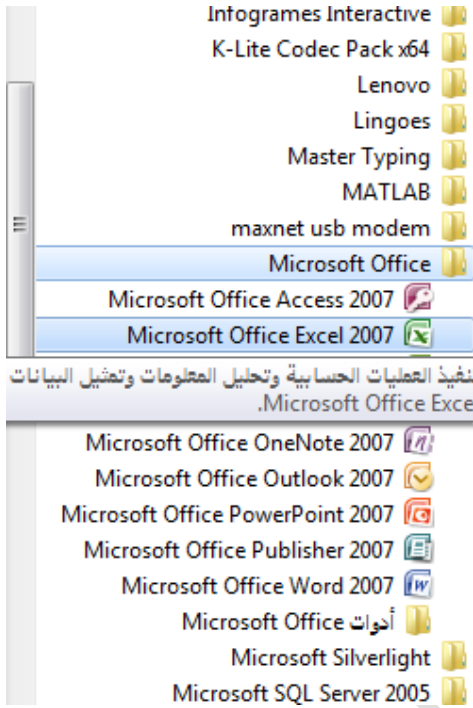 Infogrames Interactive
K-Lite Codec Pack x64
Lenovo
Lingoes
Master Typing
MATLAB
maxnet usb modem
Microsoft Office
Microsoft Office Access 2007
Microsoft Office Excel 2007
تنفيذ العمليات الحسابية وتحليل المعلومات وتمثيل البيانات
.Microsoft Office Exce
Microsoft Office OneNote 2007
Microsoft Office Outlook 2007
Microsoft Office PowerPoint 2007
Microsoft Office Publisher 2007
Microsoft Office Word 2007
أدوات Microsoft Office
Microsoft Silverlight
Microsoft SQL Server 2005